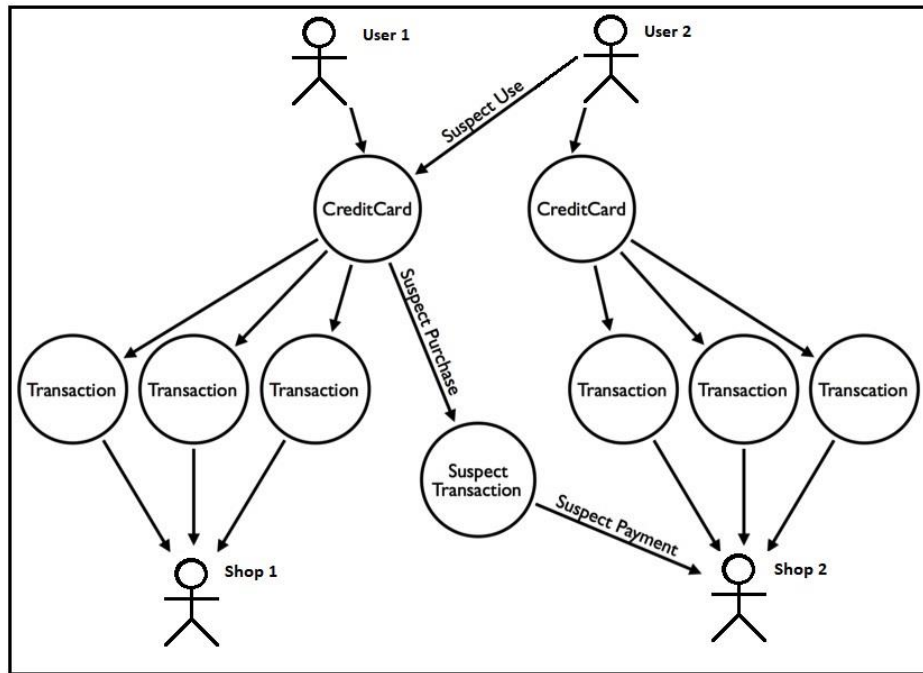 User 1
User 2
Suspect Use
CreditCard
CreditCard
Suspect Purchase
Transaction
Transaction
Transaction
Transaction
Transaction
Transcation
Suspect
Transaction
Suspect Payment
Shop 1
Shop 2